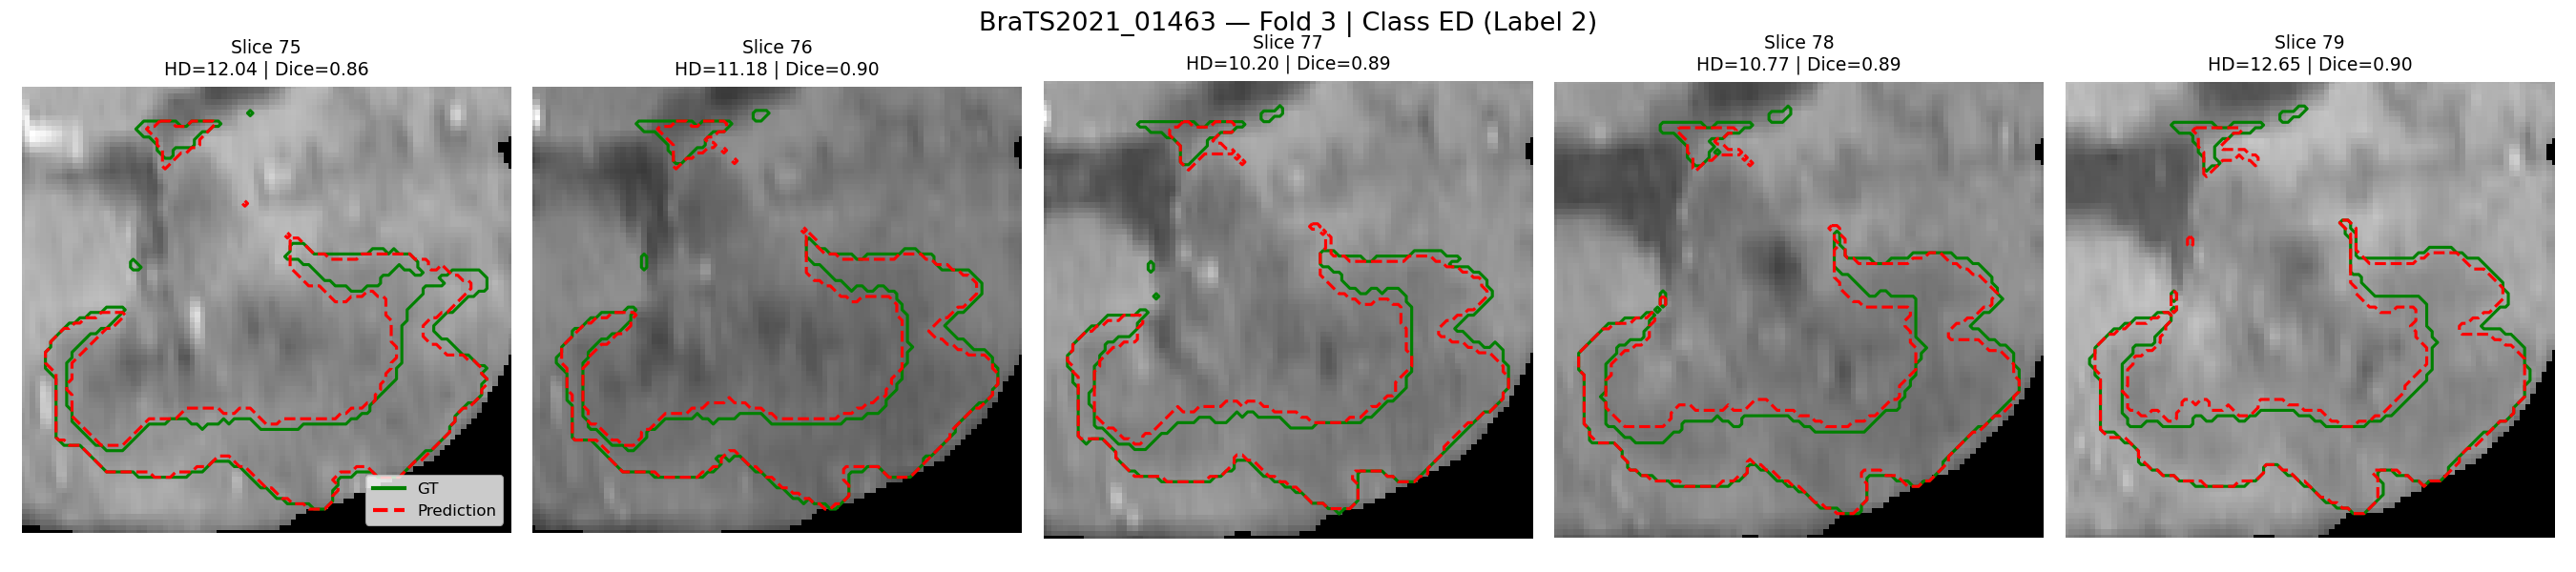 BraTS2021_01463 — Fold 3 | Class ED (Label 2)
Slice 75
HD=12.04 | Dice=0.86
Slice 76
HD=11.18 | Dice=0.90
Slice 77
HD=10.20 | Dice=0.89
Slice 78
HD=10.77 | Dice=0.89
Slice 79
HD=12.65 | Dice=0.90
GT
Prediction